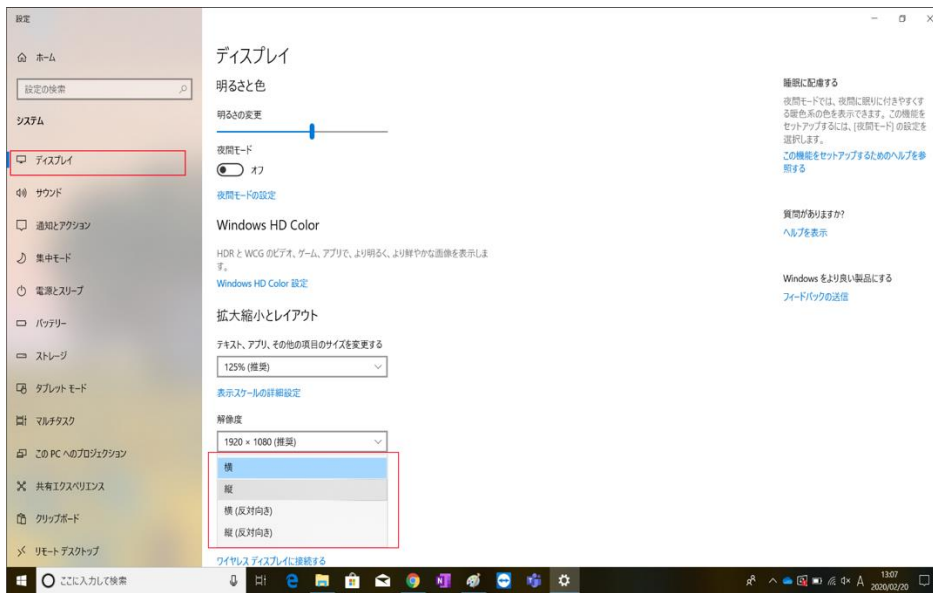 設定
ホーム
設定の検索
システム
ディスプレイ
サウンド
通知とアクション
集中モード
電源とスリープ
バッテリー
ストレージ
タブレット モード
マルチタスク
この PC へのプロジェクション
共有エクスペリエンス
クリップボード
リモート デスクトップ
ディスプレイ
明るさと色
明るさの変更
夜間モード
オフ
夜間モードの設定
Windows HD Color
HDR と WCG のビデオ、ゲーム、アプリで、より明るく、より鮮やかな画像を表示しま
す。
Windows HD Color 設定
拡大縮小とレイアウト
テキスト、アプリ、その他の項目のサイズを変更する
125% (推奨)
表示スケールの詳細設定
解像度
1920 × 1080 (推奨)
横
縦
横 (反対向き)
縦 (反対向き)
ワイヤレス ディスプレイに接続する
睡眠に配慮する
夜間モードでは、夜間に眠りに付きやすくす
る暖色系の色を表示できます。この機能を
セットアップするには、[夜間モード] の設定を
選択します。
この機能をセットアップするためのヘルプを参
照する
質問がありますか?
ヘルプを表示
Windows をより良い製品にする
フィードバックの送信
ここに入力して検索
A
13:07
2020/02/20